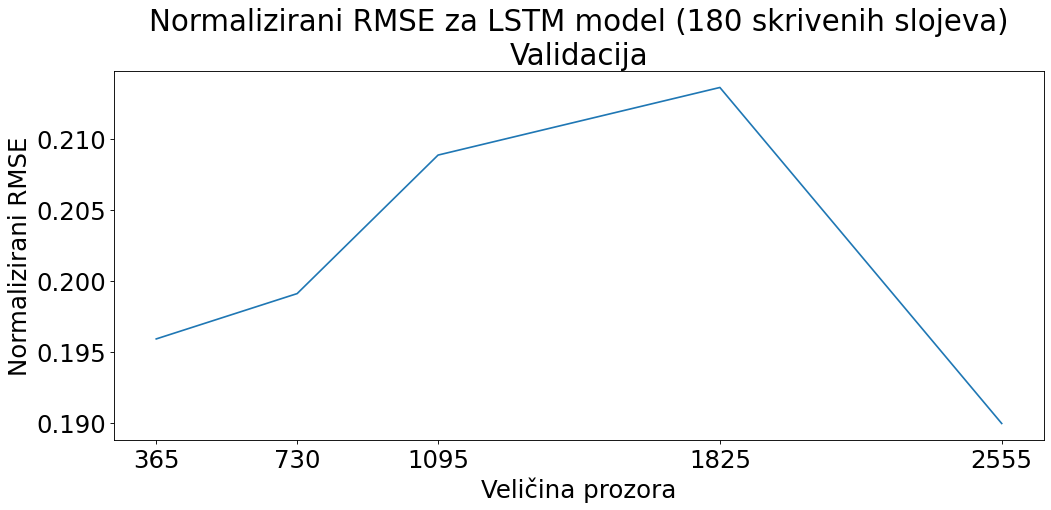 Normalizirani RMSE za LSTM model (180 skrivenih slojeva)
Validacija
Normalizirani RMSE
0.210
0.205
0.200
0.195
0.190
365 730 1095 1825 2555
Veličina prozora